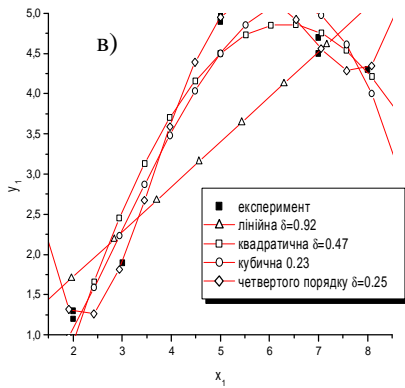 в)
5,0
4,5
4,0
3,5
3,0
2,5
2,0
1,5
1,0
y₁
експеримент
лінійна δ=0.92
квадратична δ=0.47
кубична 0.23
четвертого порядку δ=0.25
2 3 4 5 6 7 8
x₁